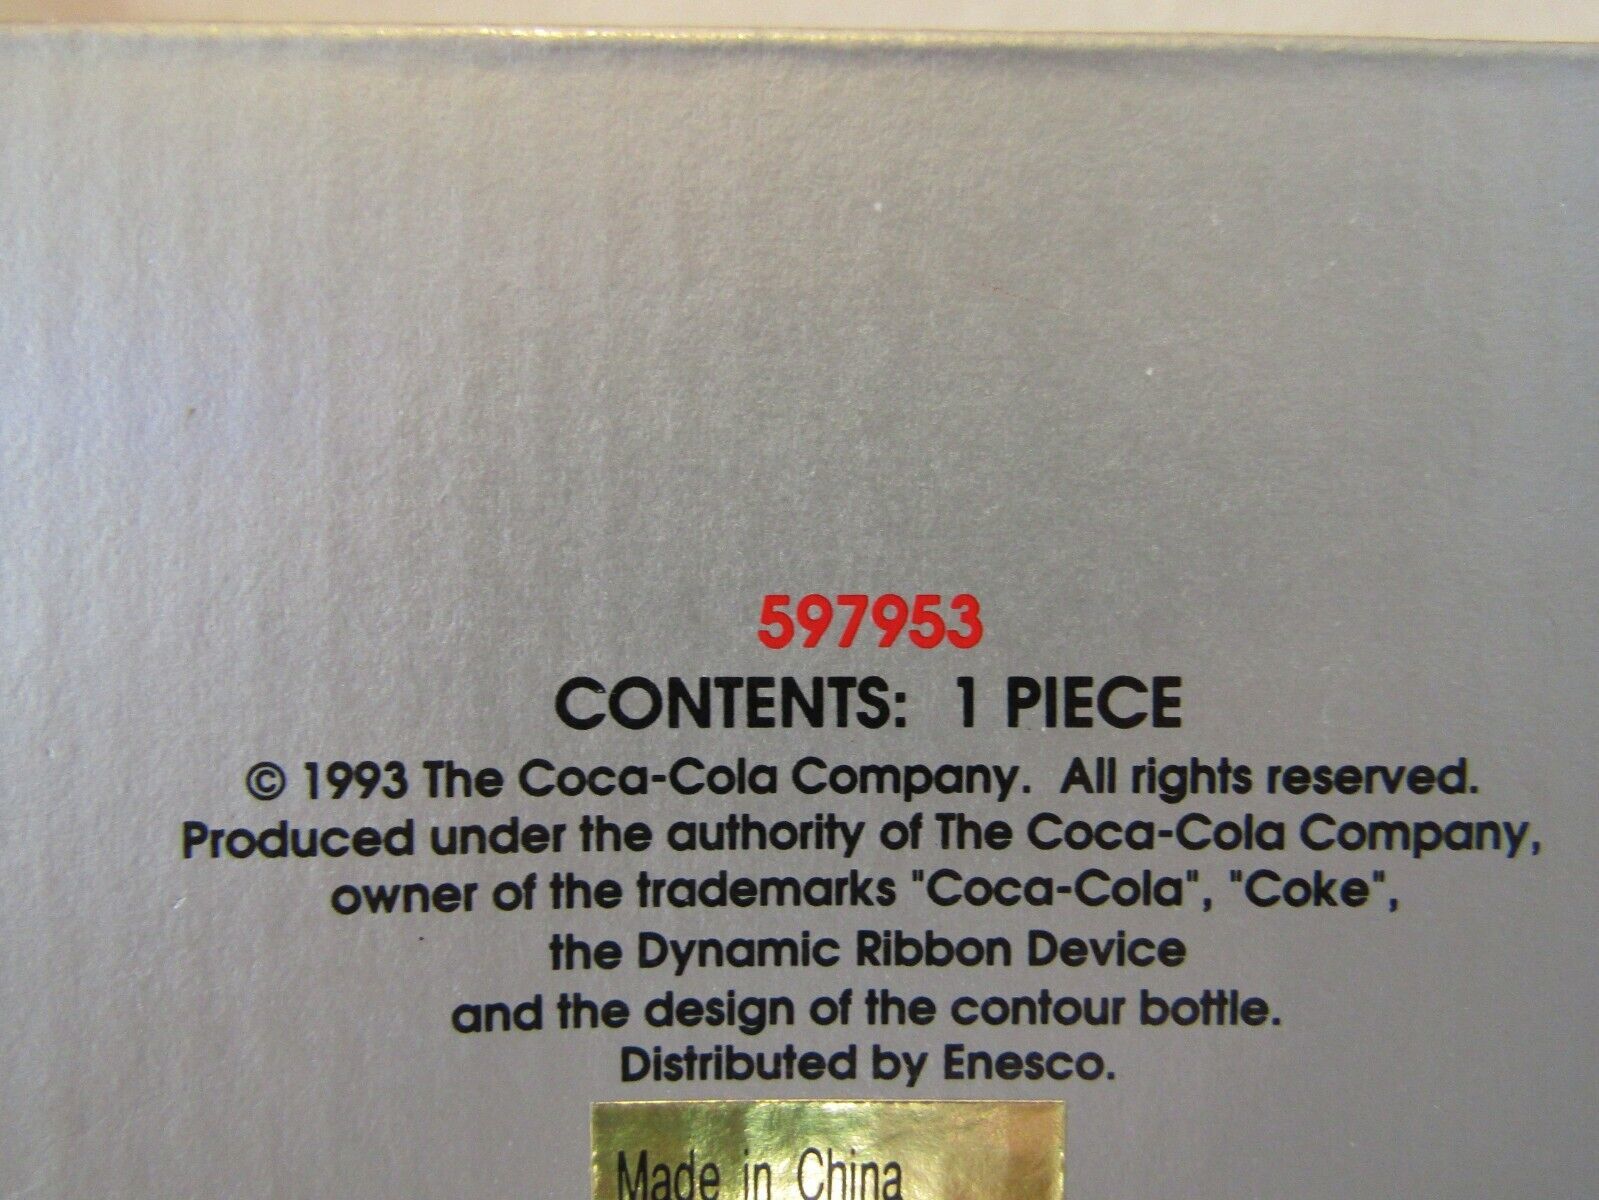 597953
CONTENTS: 1 PIECE
© 1993 The Coca-Cola Company. All rights reserved.
Produced under the authority of The Coca-Cola Company,
owner of the trademarks "Coca-Cola", "Coke",
the Dynamic Ribbon Device
and the design of the contour bottle.
Distributed by Enesco.
Made in China